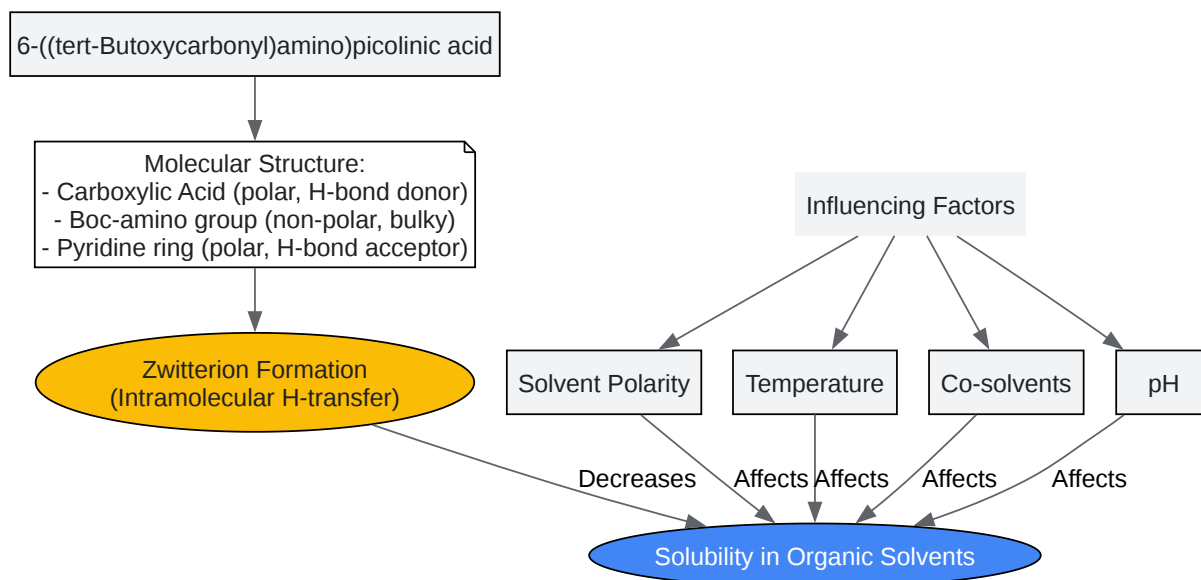 6-((tert-Butoxycarbonyl)amino)picolinic acid
Molecular Structure:
- Carboxylic Acid (polar, H-bond donor)
- Boc-amino group (non-polar, bulky)
- Pyridine ring (polar, H-bond acceptor)
Influencing Factors
Zwitterion Formation
(Intramolecular H-transfer)
Solvent Polarity
Temperature
Co-solvents
pH
Decreases
Affects
Affects
Affects
Affects
Solubility in Organic Solvents